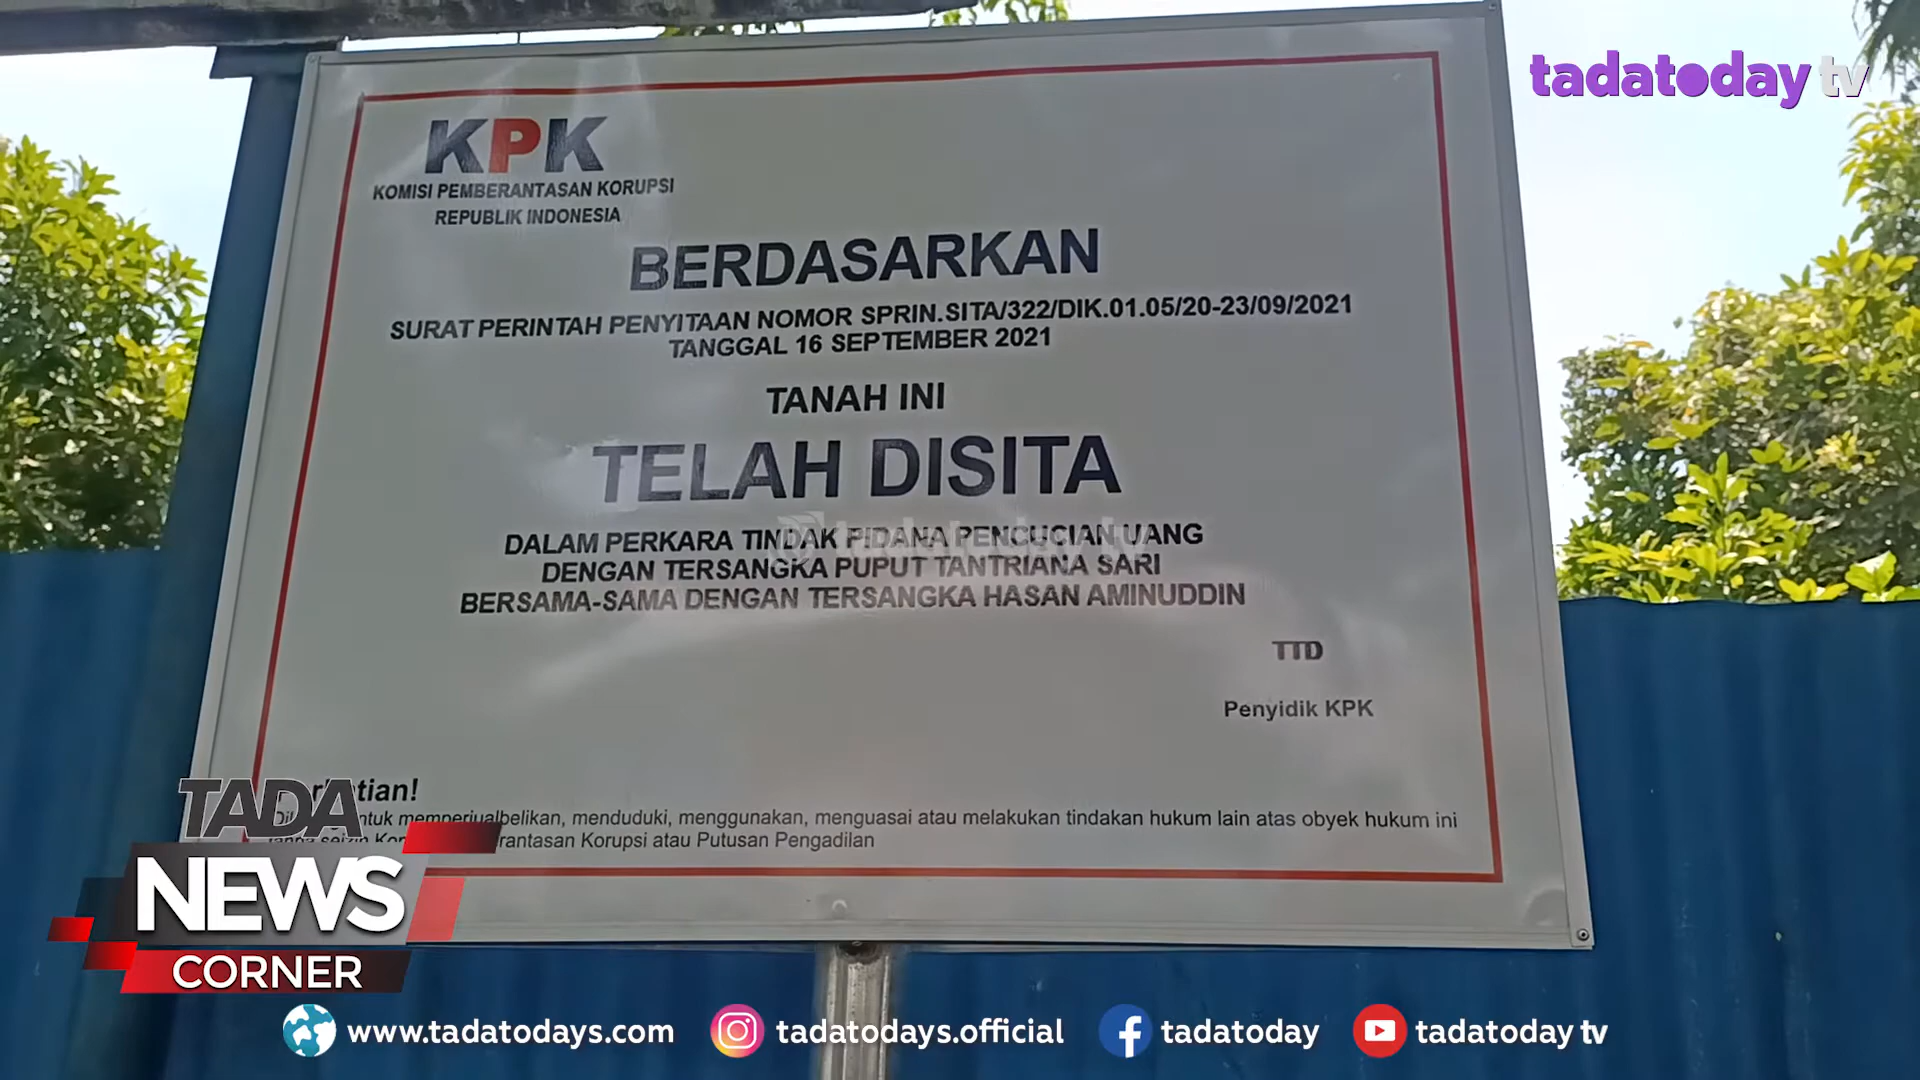 tadatoday tv
KPK
KOMISI PEMBERANTASAN KORUPSI
REPUBLIK INDONESIA
BERDASARKAN
SURAT PERINTAH PENYITAAN NOMOR SPRIN.SITA/322/DIK.01.05/20-23/09/2021
TANGGAL 16 SEPTEMBER 2021
TANAH INI
TELAH DISITA
DALAM PERKARA TINDAK PIDANA PENCUCIAN UANG
tadatoday tv
DENGAN TERSANGKA PUPUT TANTRIANA SARI
BERSAMA-SAMA DENGAN TERSANGKA HASAN AMINUDDIN
TTD
Penyidik KPK
memperjualbelikan, menduduki, menggunakan, menguasai atau melakukan tindakan hukum lain atas obyek hukum ini
Korupsi atau Putusan Pengadilan
TADA
NEWS
CORNER
www.tadatodays.com
tadatodays.official
tadatoday
tadatoday tv